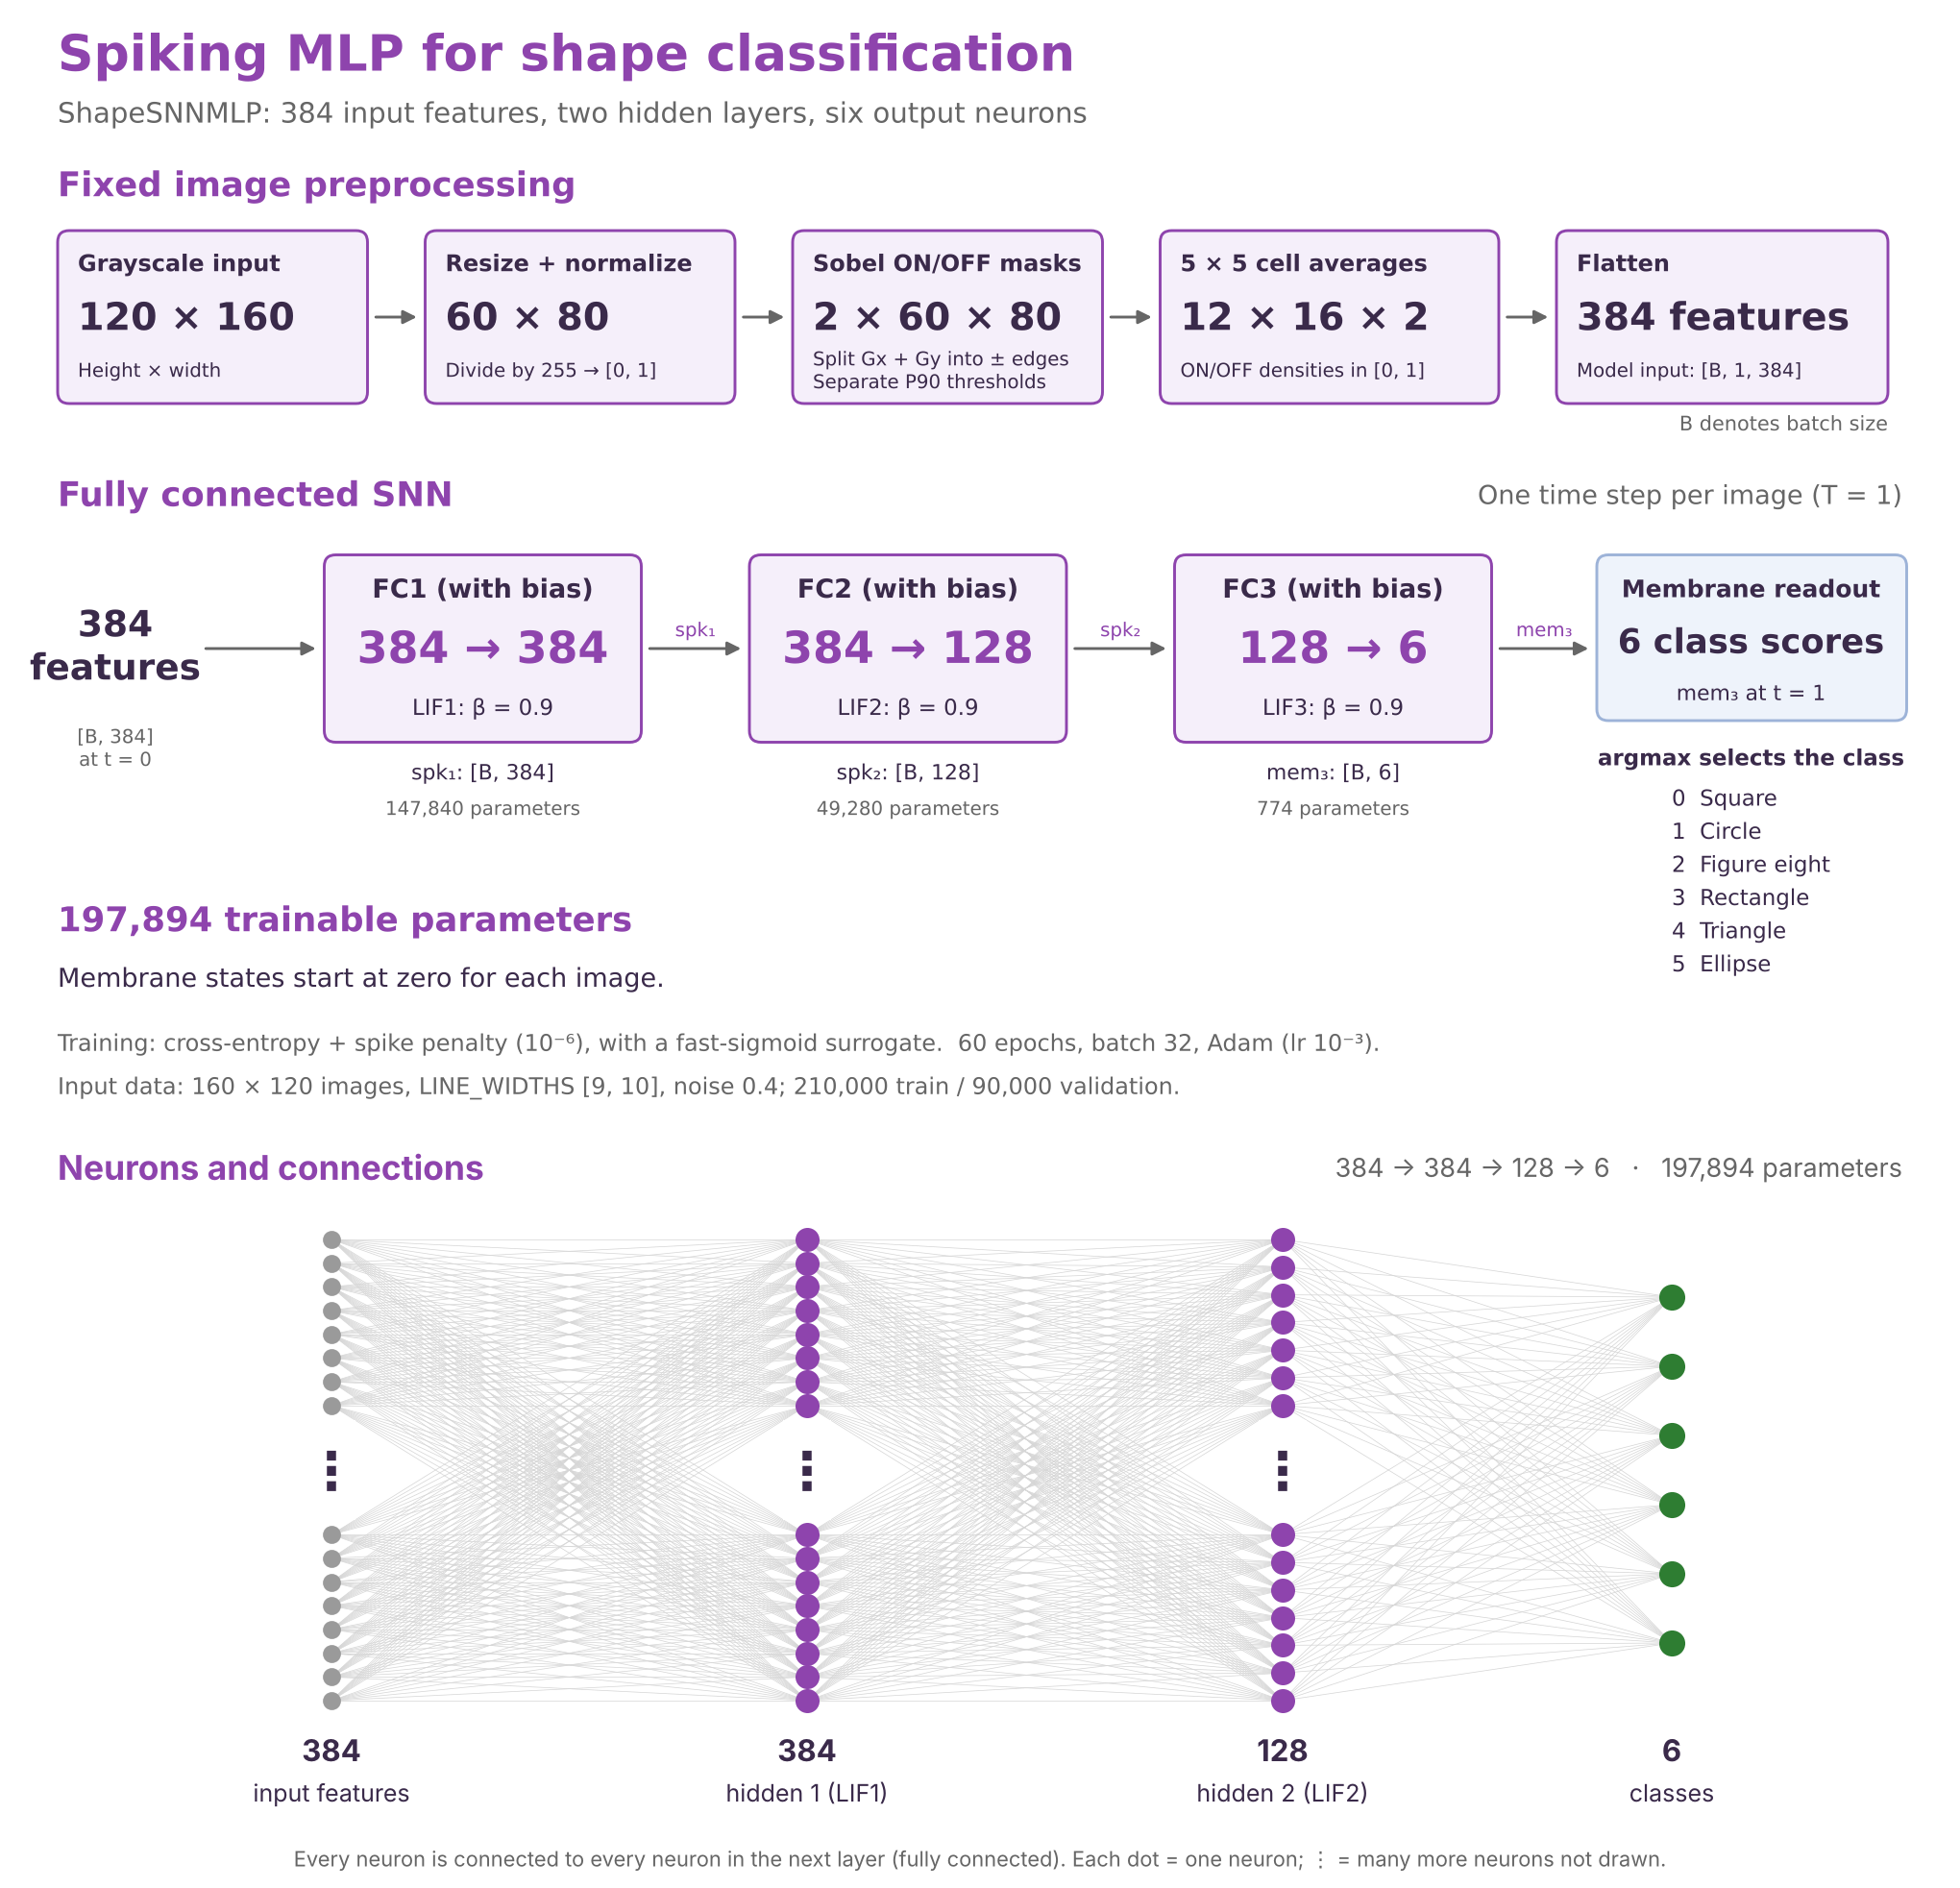 Spiking MLP for shape classification
ShapeSNNMLP: 384 input features, two hidden layers, six output neurons
Fixed image preprocessing
Grayscale input
120 × 160
Height × width
Resize + normalize
60 × 80
Divide by 255 → [0, 1]
Sobel ON/OFF masks
2 × 60 × 80
Split Gx + Gy into ± edges
Separate P90 thresholds
5 × 5 cell averages
12 × 16 × 2
ON/OFF densities in [0, 1]
Flatten
384 features
Model input: [B, 1, 384]
B denotes batch size
Fully connected SNN
One time step per image (T = 1)
384
features
[B, 384]
at t = 0
FC1 (with bias)
384 → 384
LIF1: β = 0.9
spk₁: [B, 384]
147,840 parameters
spk₁
FC2 (with bias)
384 → 128
LIF2: β = 0.9
spk₂: [B, 128]
49,280 parameters
spk₂
FC3 (with bias)
128 → 6
LIF3: β = 0.9
mem₃: [B, 6]
774 parameters
mem₃
Membrane readout
6 class scores
mem₃ at t = 1
argmax selects the class
0 Square
1 Circle
2 Figure eight
3 Rectangle
4 Triangle
5 Ellipse
197,894 trainable parameters
Membrane states start at zero for each image.
Training: cross-entropy + spike penalty (10⁻⁶), with a fast-sigmoid surrogate. 60 epochs, batch 32, Adam (lr 10⁻³).
Input data: 160 × 120 images, LINE_WIDTHS [9, 10], noise 0.4; 210,000 train / 90,000 validation.
Neurons and connections
384 → 384 → 128 → 6 · 197,894 parameters
⋮ ⋮ ⋮
384
input features
384
hidden 1 (LIF1)
128
hidden 2 (LIF2)
6
classes
Every neuron is connected to every neuron in the next layer (fully connected). Each dot = one neuron; ⋮ = many more neurons not drawn.